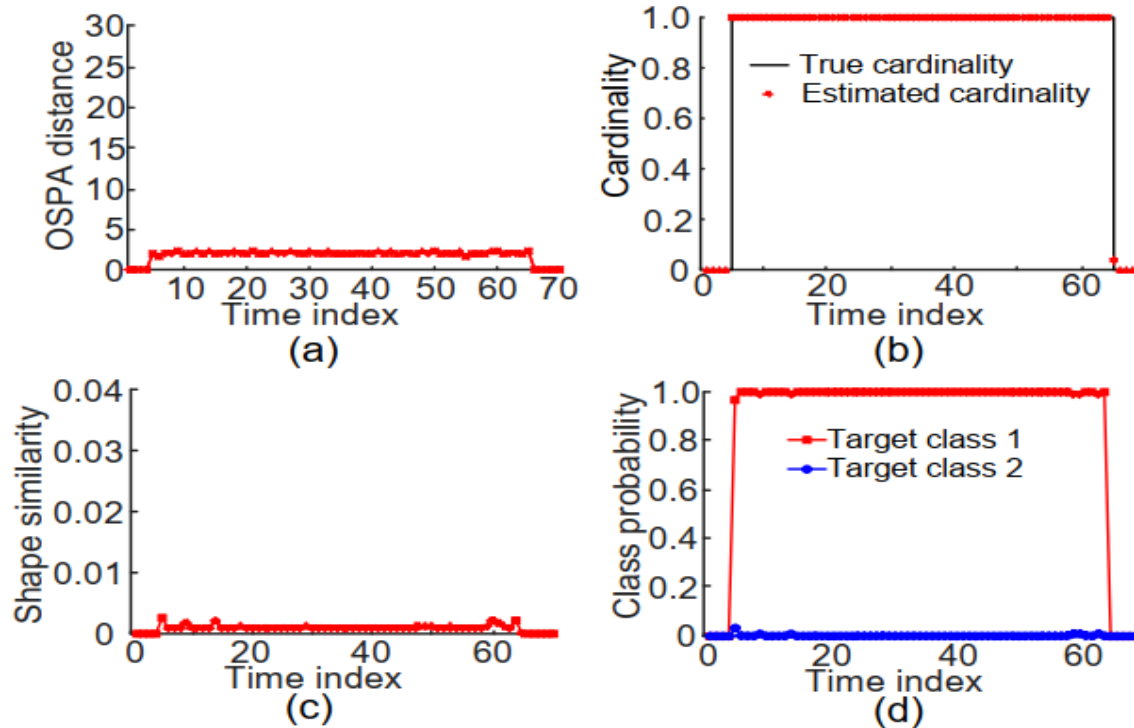 30
25
20
15
10
5
0
OSPA distance
10 20 30 40 50 60 70
Time index
(a)
1.0
0.8
0.6
0.4
0.2
0
Cardinality
True cardinality
Estimated cardinality
0 20 40 60
Time index
(b)
0.04
0.03
0.02
0.01
0
Shape similarity
0 20 40 60
Time index
(c)
1.0
0.8
0.6
0.4
0.2
0
Class probability
Target class 1
Target class 2
0 20 40 60
Time index
(d)